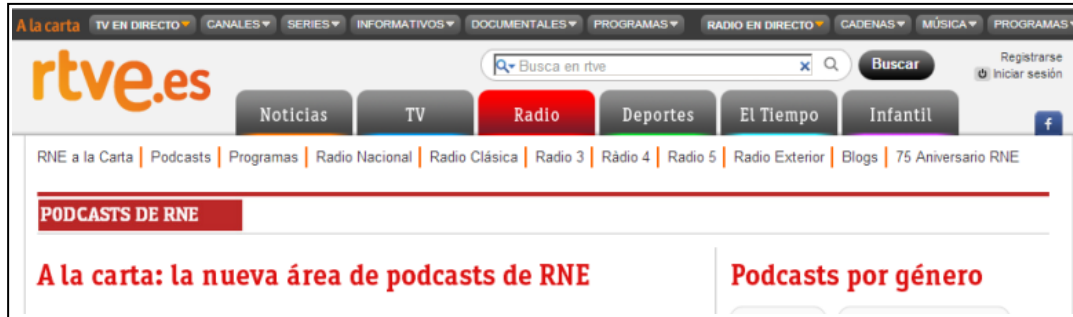 A la carta TV EN DIRECTO CANALES SERIES INFORMATIVOS DOCUMENTALES PROGRAMAS RADIO EN DIRECTO CADENAS MÚSICA PROGRAMAS
rtve.es
Busca en rtve x Buscar
Registrarse
Iniciar sesión
Noticias TV Radio Deportes El Tiempo Infantil f
RNE a la Carta | Podcasts | Programas | Radio Nacional | Radio Clásica | Radio 3 | Ràdio 4 | Radio 5 | Radio Exterior | Blogs | 75 Aniversario RNE
PODCASTS DE RNE
A la carta: la nueva área de podcasts de RNE
Podcasts por género